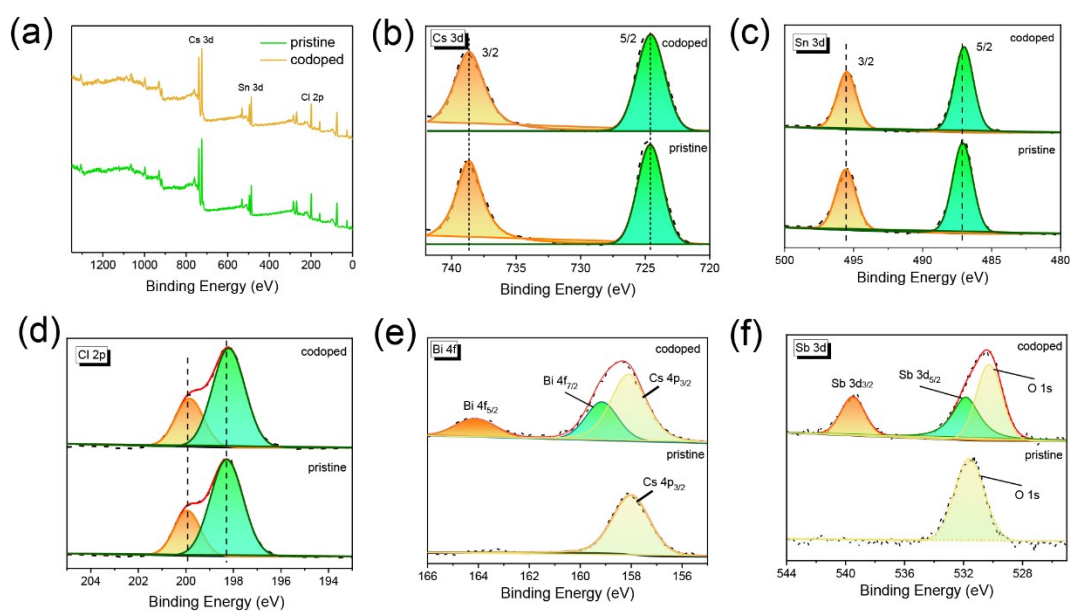 (a)
Cs 3d
pristine
codoped
Sn 3d
Cl 2p
1200 1000 800 600 400 200 0
Binding Energy (eV)
(b)
Cs 3d
codoped
3/2
5/2
pristine
740 735 730 725 720
Binding Energy (eV)
(c)
Sn 3d
codoped
3/2
5/2
pristine
500 495 490 485 480
Binding Energy (eV)
(d)
Cl 2p
codoped
pristine
204 202 200 198 196 194
Binding Energy (eV)
(e)
Bi 4f
codoped
Bi 4f5/2
Bi 4f7/2
Cs 4p3/2
pristine
Cs 4p3/2
166 164 162 160 158 156
Binding Energy (eV)
(f)
Sb 3d
codoped
Sb 3d3/2
Sb 3d5/2
O 1s
pristine
O 1s
544 540 536 532 528
Binding Energy (eV)